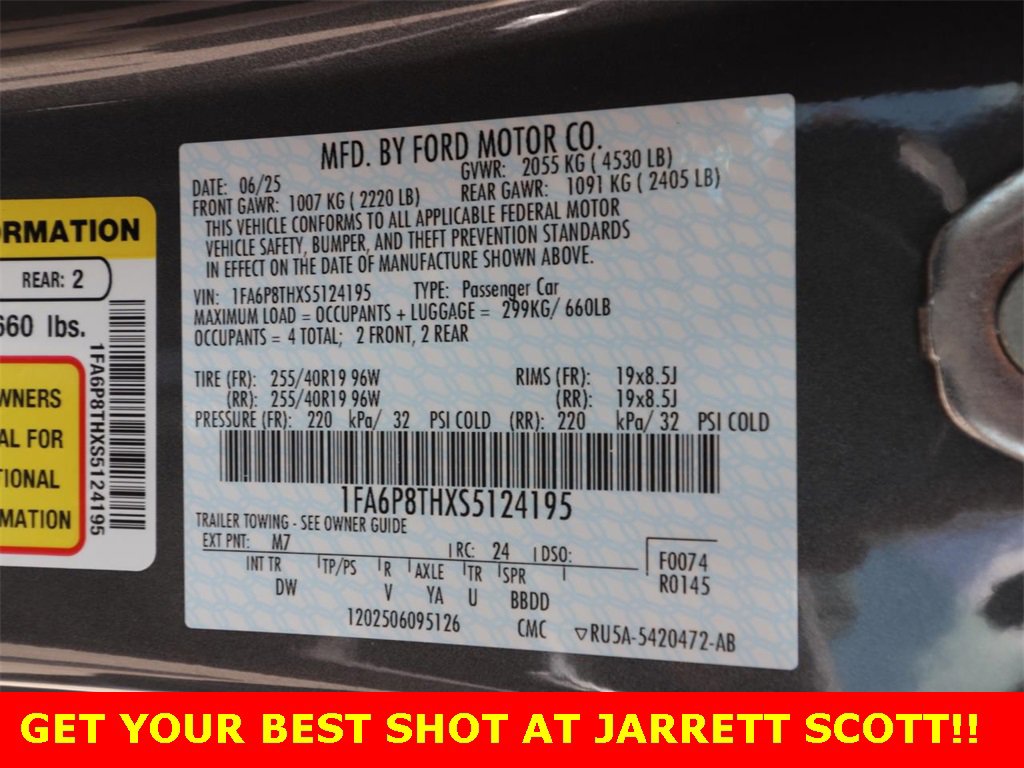 MFD. BY FORD MOTOR CO.
DATE: 06/25 GVWR: 2055 KG ( 4530 LB)
FRONT GAWR: 1007 KG ( 2220 LB) REAR GAWR: 1091 KG ( 2405 LB)
THIS VEHICLE CONFORMS TO ALL APPLICABLE FEDERAL MOTOR
VEHICLE SAFETY, BUMPER, AND THEFT PREVENTION STANDARDS
IN EFFECT ON THE DATE OF MANUFACTURE SHOWN ABOVE.
VIN: 1FA6P8THXS5124195 TYPE: Passenger Car
MAXIMUM LOAD = OCCUPANTS + LUGGAGE = 299KG/ 660LB
OCCUPANTS = 4 TOTAL; 2 FRONT, 2 REAR
TIRE (FR): 255/40R19 96W RIMS (FR): 19x8.5J
(RR): 255/40R19 96W (RR): 19x8.5J
PRESSURE (FR): 220 kPa/ 32 PSI COLD (RR): 220 kPa/ 32 PSI COLD
1FA6P8THXS5124195
TRAILER TOWING - SEE OWNER GUIDE
EXT PNT: M7 RC: 24 DSO: F0074
INT TR TP/PS R AXLE TR SPR R0145
DW V YA U BBDD
1202506095126 CMC RU5A-5420472-AB
ORMATION
REAR: 2
660 lbs.
WNERS
AL FOR
TIONAL
MATION
1FA6P8THXS5124195
GET YOUR BEST SHOT AT JARRETT SCOTT!!